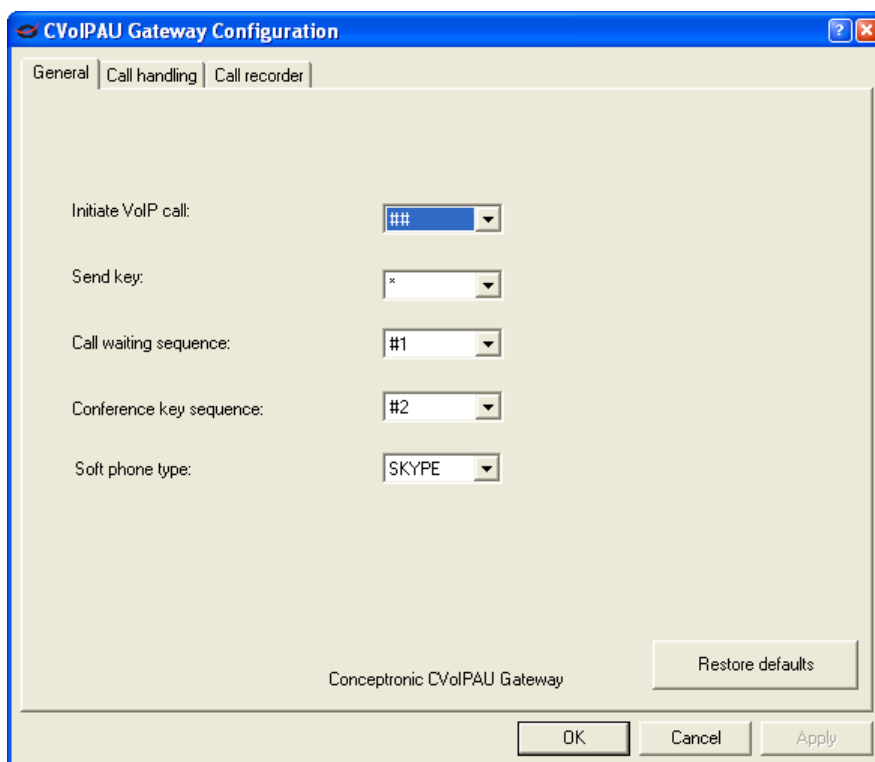 CVoIPAU Gateway Configuration
General Call handling Call recorder
Initiate VoIP call: ##
Send key: *
Call waiting sequence: #1
Conference key sequence: #2
Soft phone type: SKYPE
Restore defaults
Conceptronic CVoIPAU Gateway
OK Cancel Apply